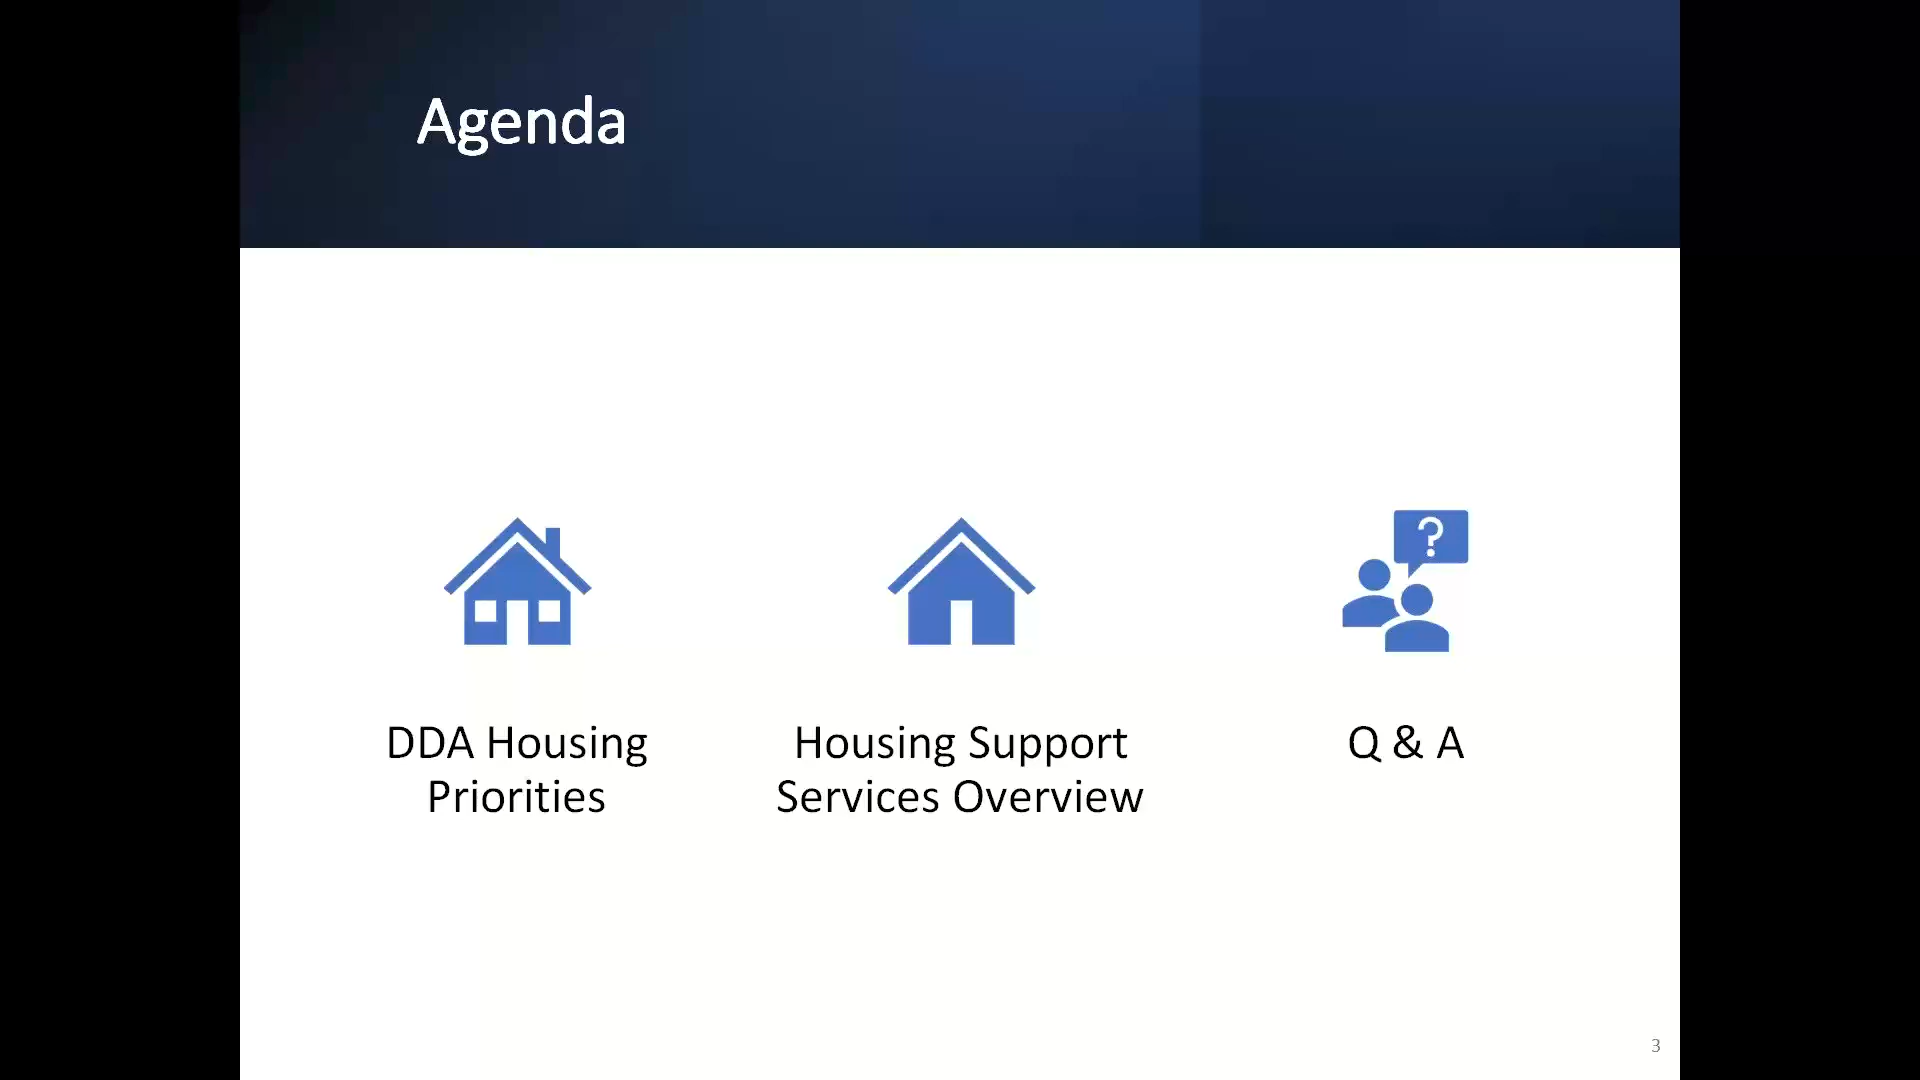 Agenda
?
DDA Housing
Priorities
Housing Support
Services Overview
Q & A
3